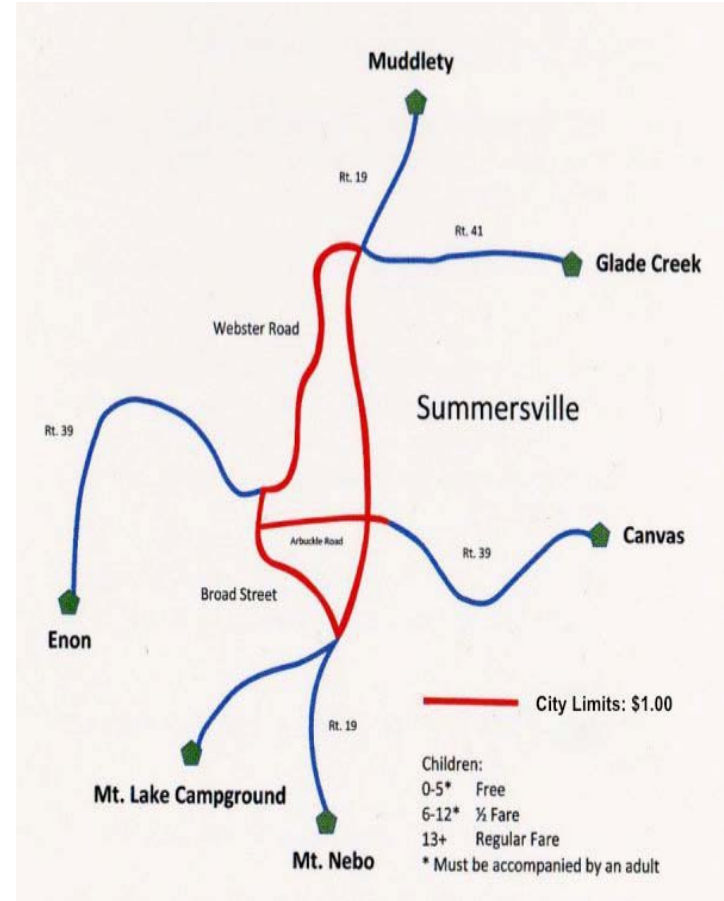 Muddlety
Rt. 19
Rt. 41
Glade Creek
Webster Road
Summersville
Rt. 39
Arbuckle Road
Canvas
Rt. 39
Broad Street
Enon
City Limits: $1.00
Rt. 19
Mt. Lake Campground
Mt. Nebo
Children:
0-5* Free
6-12* ½ Fare
13+ Regular Fare
* Must be accompanied by an adult